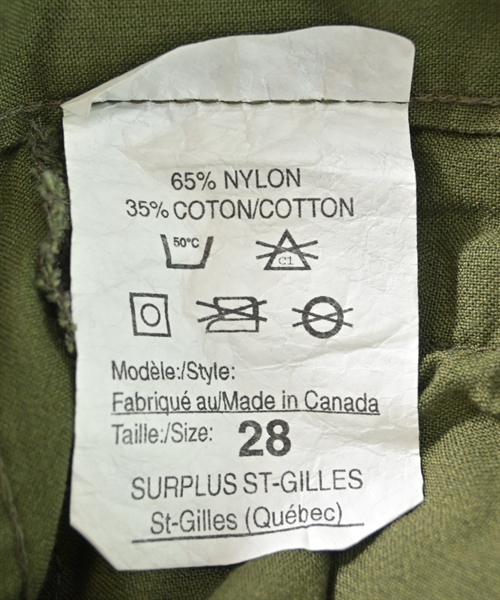 65% NYLON
35% COTON/COTTON
50°C
C1
Modèle:/Style:
Fabriqué au/Made in Canada
Taille:/Size: 28
SURPLUS ST-GILLES
St-Gilles (Québec)